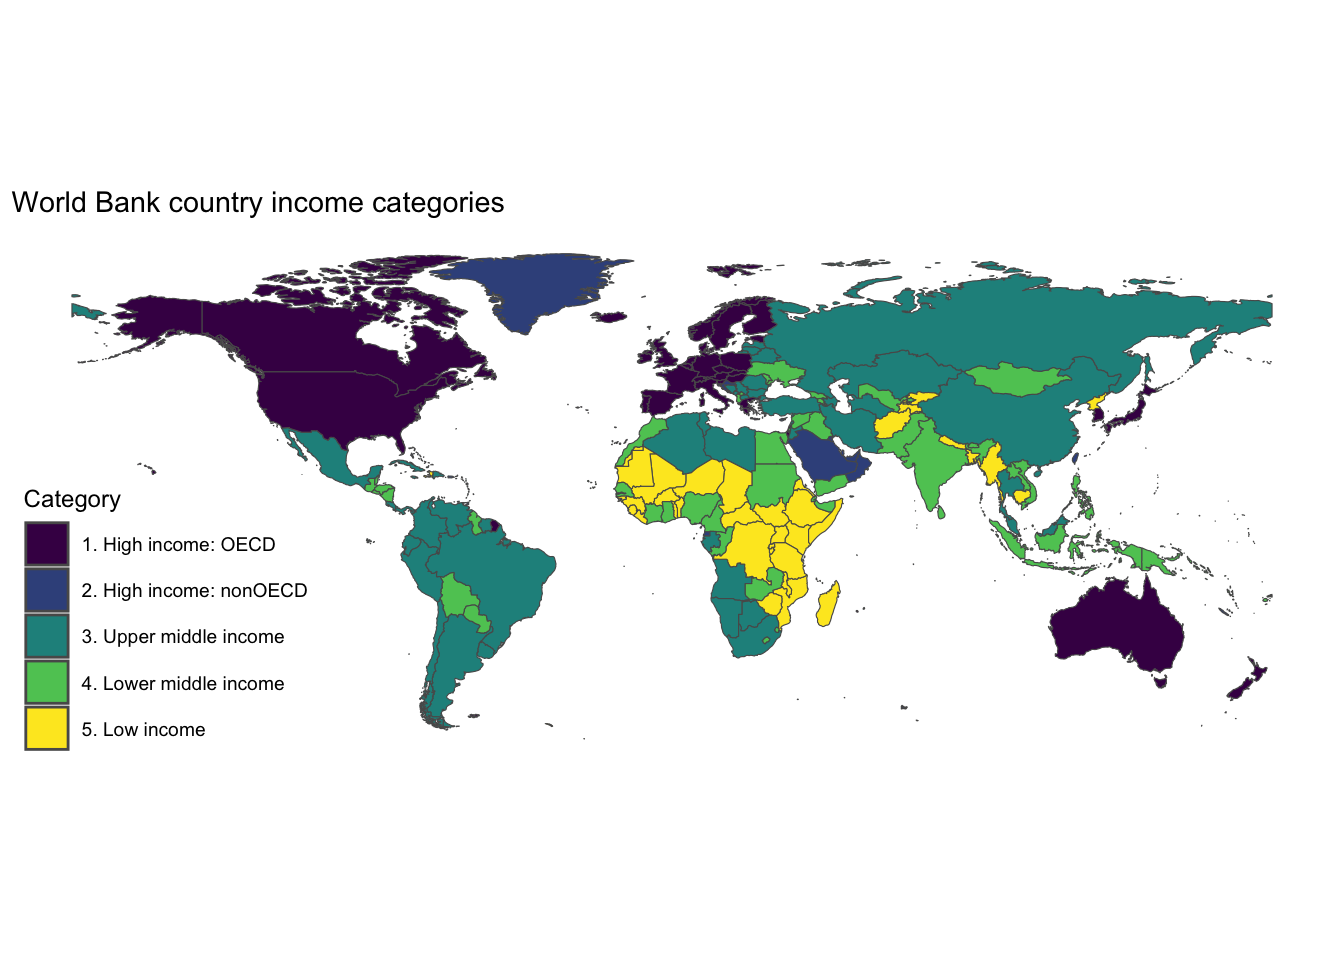 World Bank country income categories
Category
1. High income: OECD
2. High income: nonOECD
3. Upper middle income
4. Lower middle income
5. Low income